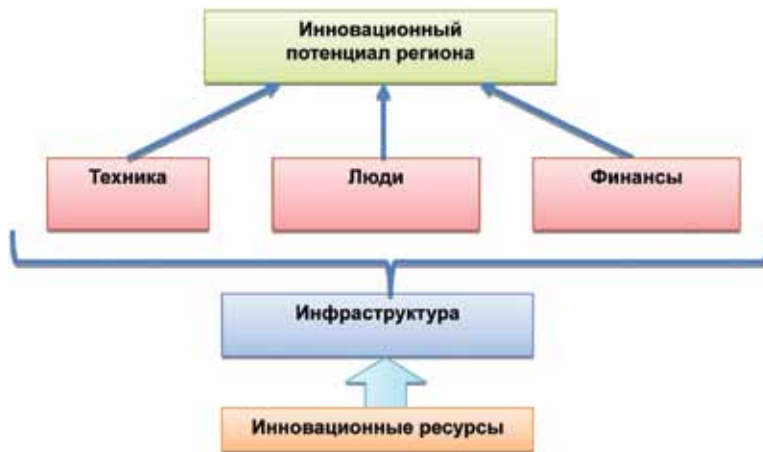 Инновационный
потенциал региона
Техника
Люди
Финансы
Инфраструктура
Инновационные ресурсы